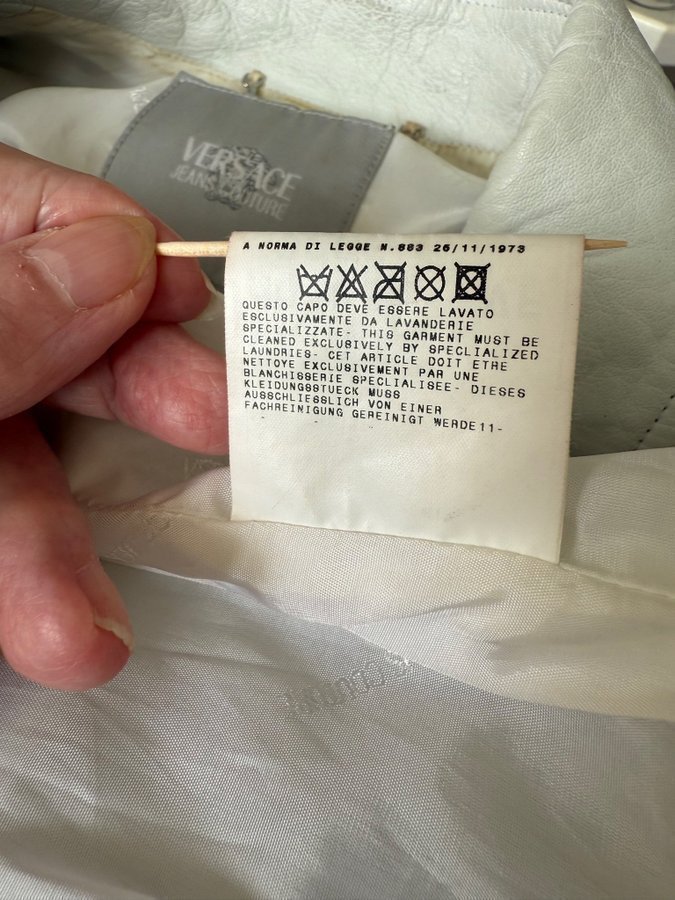 VERSACE
JEANS COUTURE
A NORMA DI LEGGE N.883 26/11/1973
QUESTO CAPO DEVE ESSERE LAVATO
ESCLUSIVAMENTE DA LAVANDERIE
SPECIALIZZATE- THIS GARMENT MUST BE
CLEANED EXCLUSIVELY BY SPECLIALIZED
LAUNDRIES- CET ARTICLE DOIT ETRE
NETTOYE EXCLUSIVEMENT PAR UNE
BLANCHISSERIE SPECLIALISEE- DIESES
KLEIDUNGSSTUECK MUSS
AUSSCHLIESSLICH VON EINER
FACHREINIGUNG GEREINIGT WERDE11-